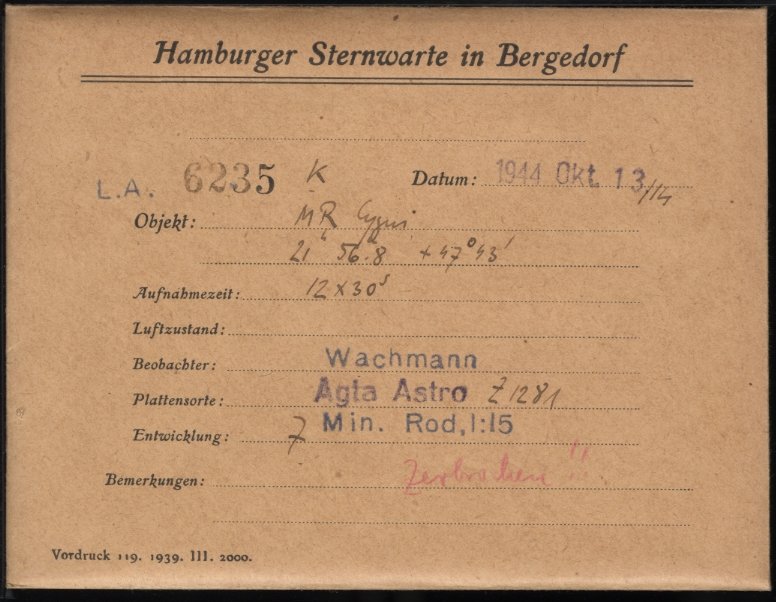 Hamburger Sternwarte in Bergedorf
L.A. 6235 K Datum: 1944 Okt. 13/14
Objekt: MR Cygni
21h 56m8 +47° 43'
Aufnahmezeit: 12 x 30s
Luftzustand:
Beobachter: Wachmann
Plattensorte: Agfa Astro Z 1281
Entwicklung: 7 Min. Rod, 1:15
Bemerkungen: Zerbrochen!!
Vordruck 119. 1939. III. 2000.